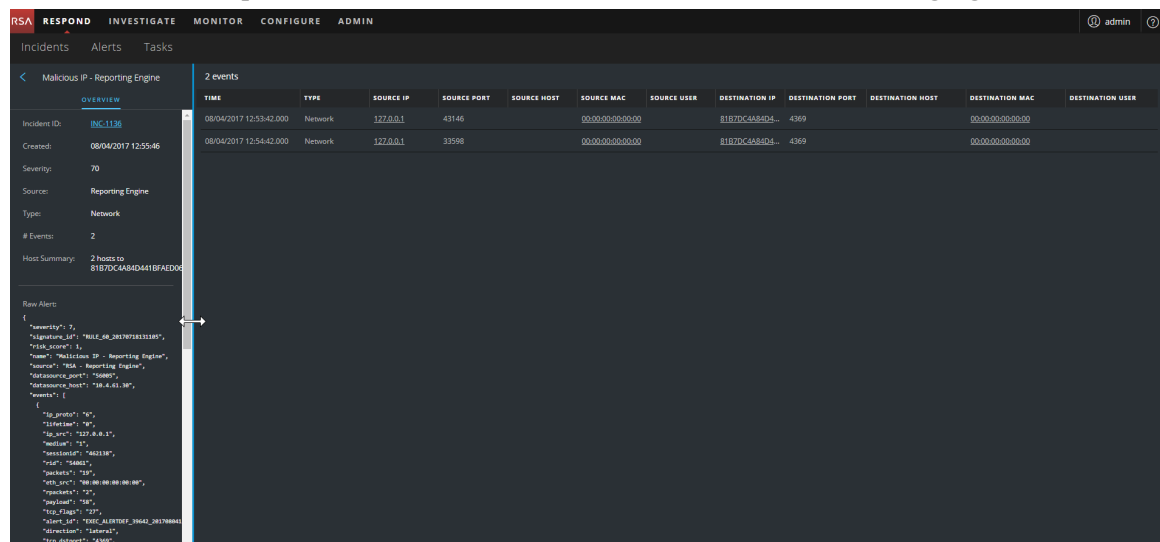 RSA RESPOND INVESTIGATE MONITOR CONFIGURE ADMIN admin ?
Incidents Alerts Tasks
Malicious IP - Reporting Engine
OVERVIEW
Incident ID: INC-1136
Created: 08/04/2017 12:55:46
Severity: 70
Source: Reporting Engine
Type: Network
# Events: 2
Host Summary: 2 hosts to
81B7DC4A84D441BFAED06
Raw Alert:
{
"severity": 7,
"signature_id": "RULE_60_20170718131105",
"risk_score": 1,
"name": "Malicious IP - Reporting Engine",
"source": "RSA - Reporting Engine",
"datasource_port": "56005",
"datasource_host": "10.4.61.30",
"events": [
{
"ip_proto": "6",
"lifetime": "0",
"ip_src": "127.0.0.1",
"medium": "1",
"sessionid": "462138",
"rid": "54061",
"packets": "19",
"eth_src": "00:00:00:00:00:00",
"rpackets": "2",
"payload": "58",
"tcp_flags": "27",
"alert_id": "EXEC_ALERTDEF_39642_201708041
"direction": "lateral",
"tcp_dstport": "4369",
2 events
TIME TYPE SOURCE IP SOURCE PORT SOURCE HOST SOURCE MAC SOURCE USER DESTINATION IP DESTINATION PORT DESTINATION HOST DESTINATION MAC DESTINATION USER
08/04/2017 12:53:42.000 Network 127.0.0.1 43146 00:00:00:00:00:00 81B7DC4A84D4... 4369 00:00:00:00:00:00
08/04/2017 12:54:42.000 Network 127.0.0.1 33598 00:00:00:00:00:00 81B7DC4A84D4... 4369 00:00:00:00:00:00